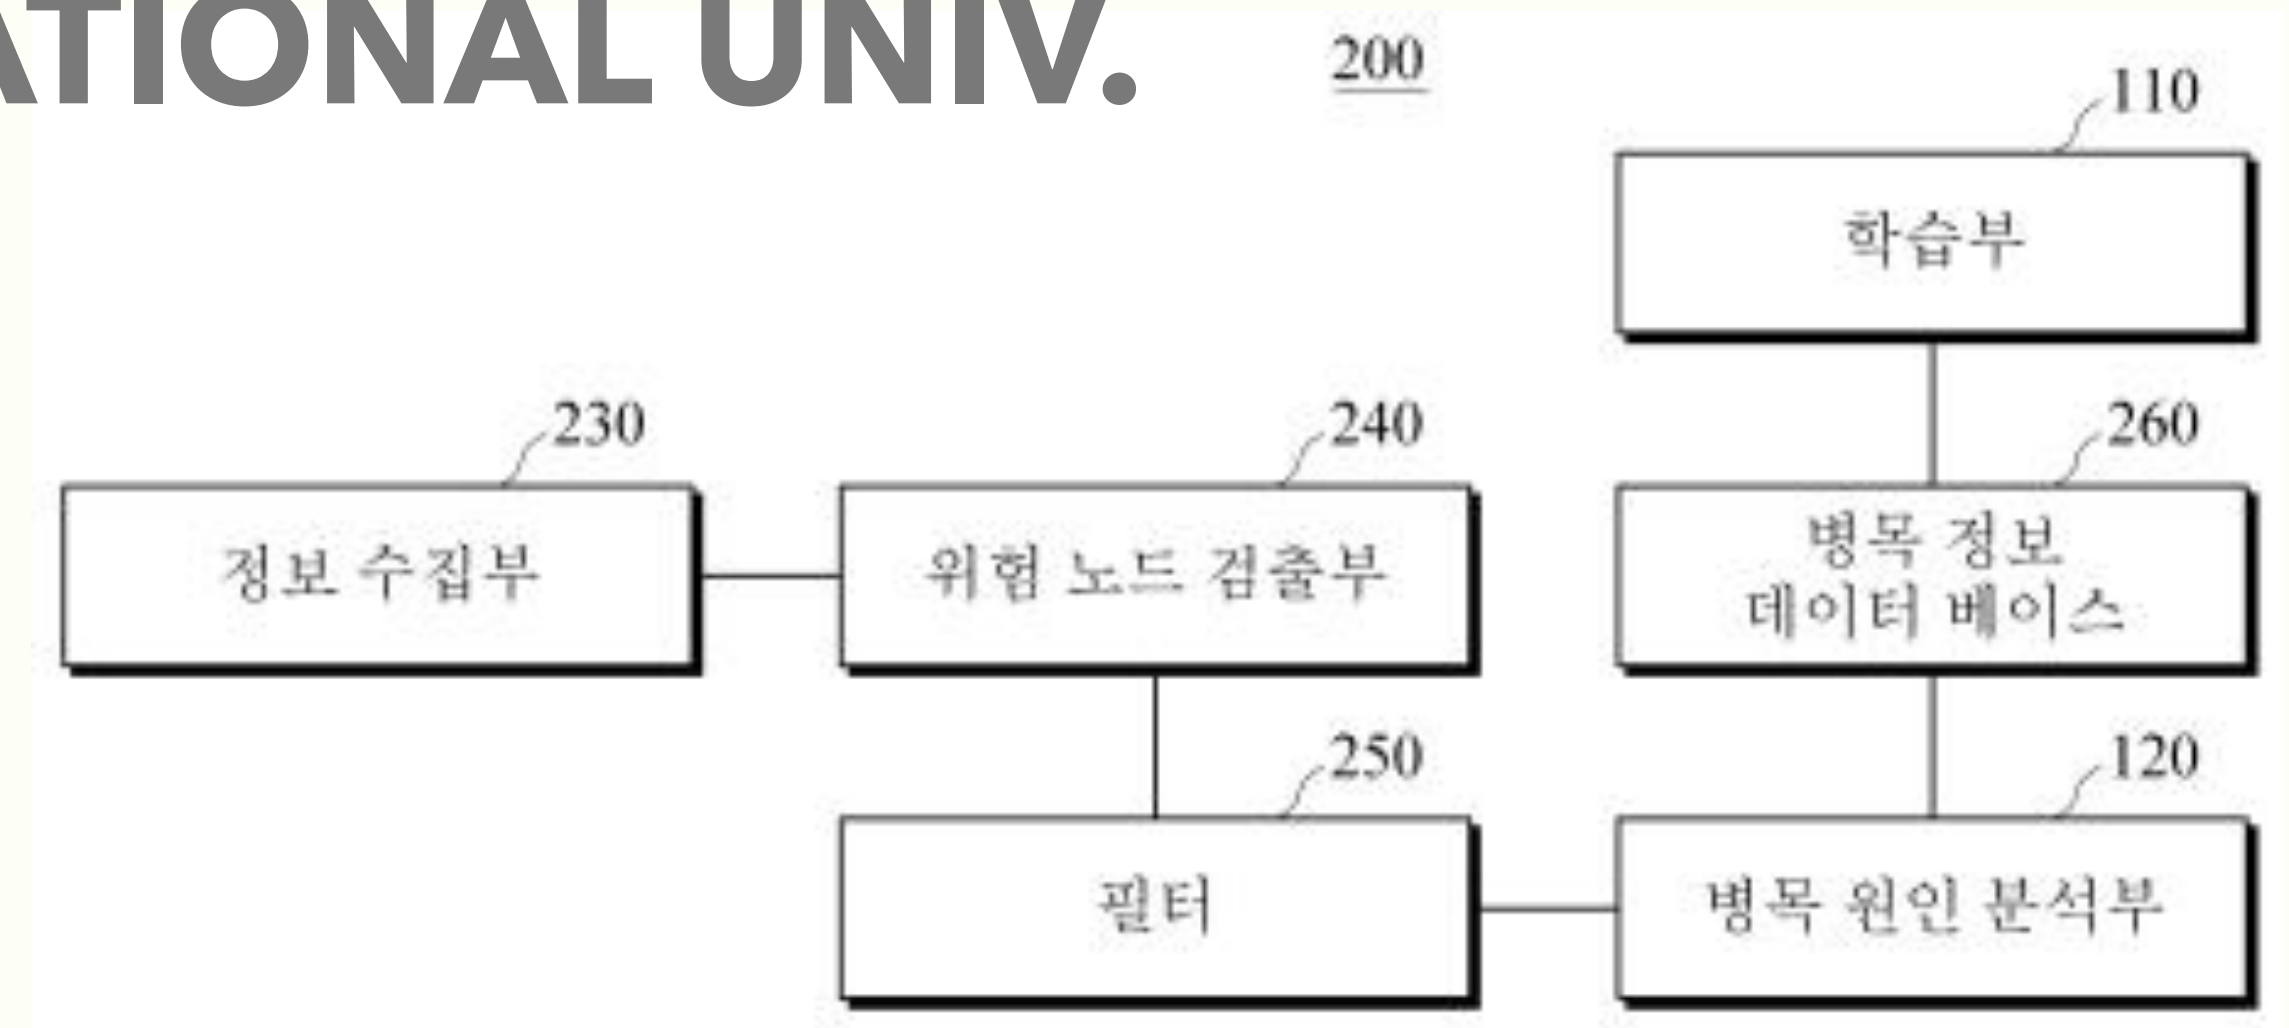 ATIONAL UNIV.
200
110
학습부
230
240
260
정보 수집부
위험 노드 검출부
병목 정보
데이터 베이스
250
120
필터
병목 원인 분석부